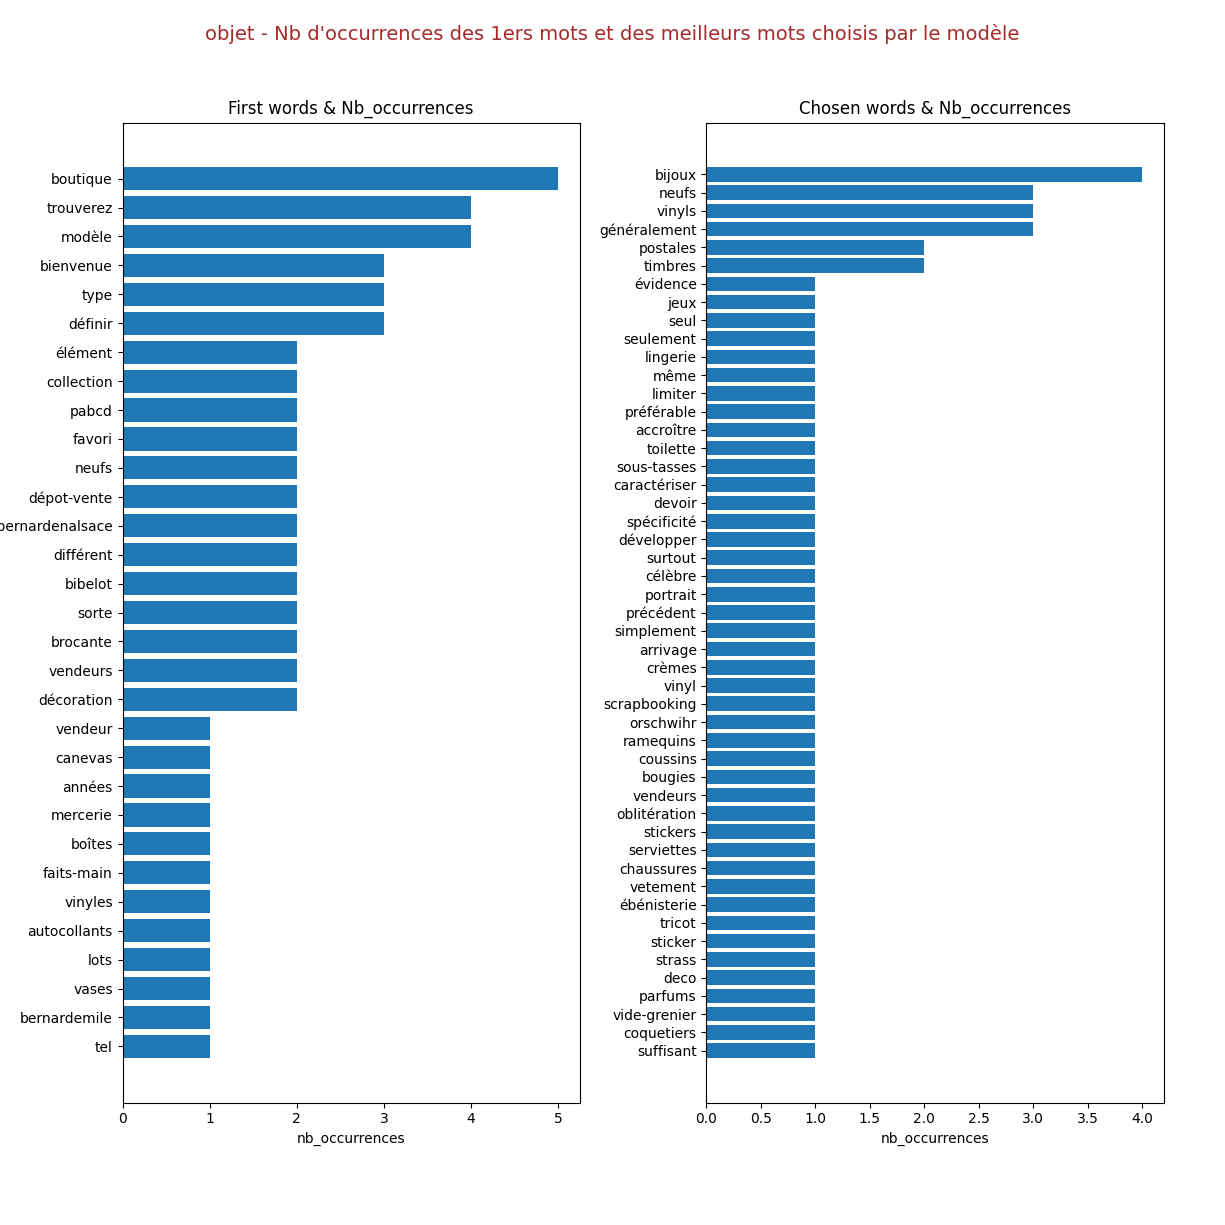 objet - Nb d'occurrences des 1ers mots et des meilleurs mots choisis par le modèle
First words & Nb_occurrences
boutique
trouverez
modèle
bienvenue
type
définir
élément
collection
pabcd
favori
neufs
dépot-vente
bernardenalsace
différent
bibelot
sorte
brocante
vendeurs
décoration
vendeur
canevas
années
mercerie
boîtes
faits-main
vinyles
autocollants
lots
vases
bernardemile
tel
0 1 2 3 4 5
nb_occurrences
Chosen words & Nb_occurrences
bijoux
neufs
vinyls
généralement
postales
timbres
évidence
jeux
seul
seulement
lingerie
même
limiter
préférable
accroître
toilette
sous-tasses
caractériser
devoir
spécificité
développer
surtout
célèbre
portrait
précédent
simplement
arrivage
crèmes
vinyl
scrapbooking
orschwihr
ramequins
coussins
bougies
vendeurs
oblitération
stickers
serviettes
chaussures
vetement
ébénisterie
tricot
sticker
strass
deco
parfums
vide-grenier
coquetiers
suffisant
0.0 0.5 1.0 1.5 2.0 2.5 3.0 3.5 4.0
nb_occurrences